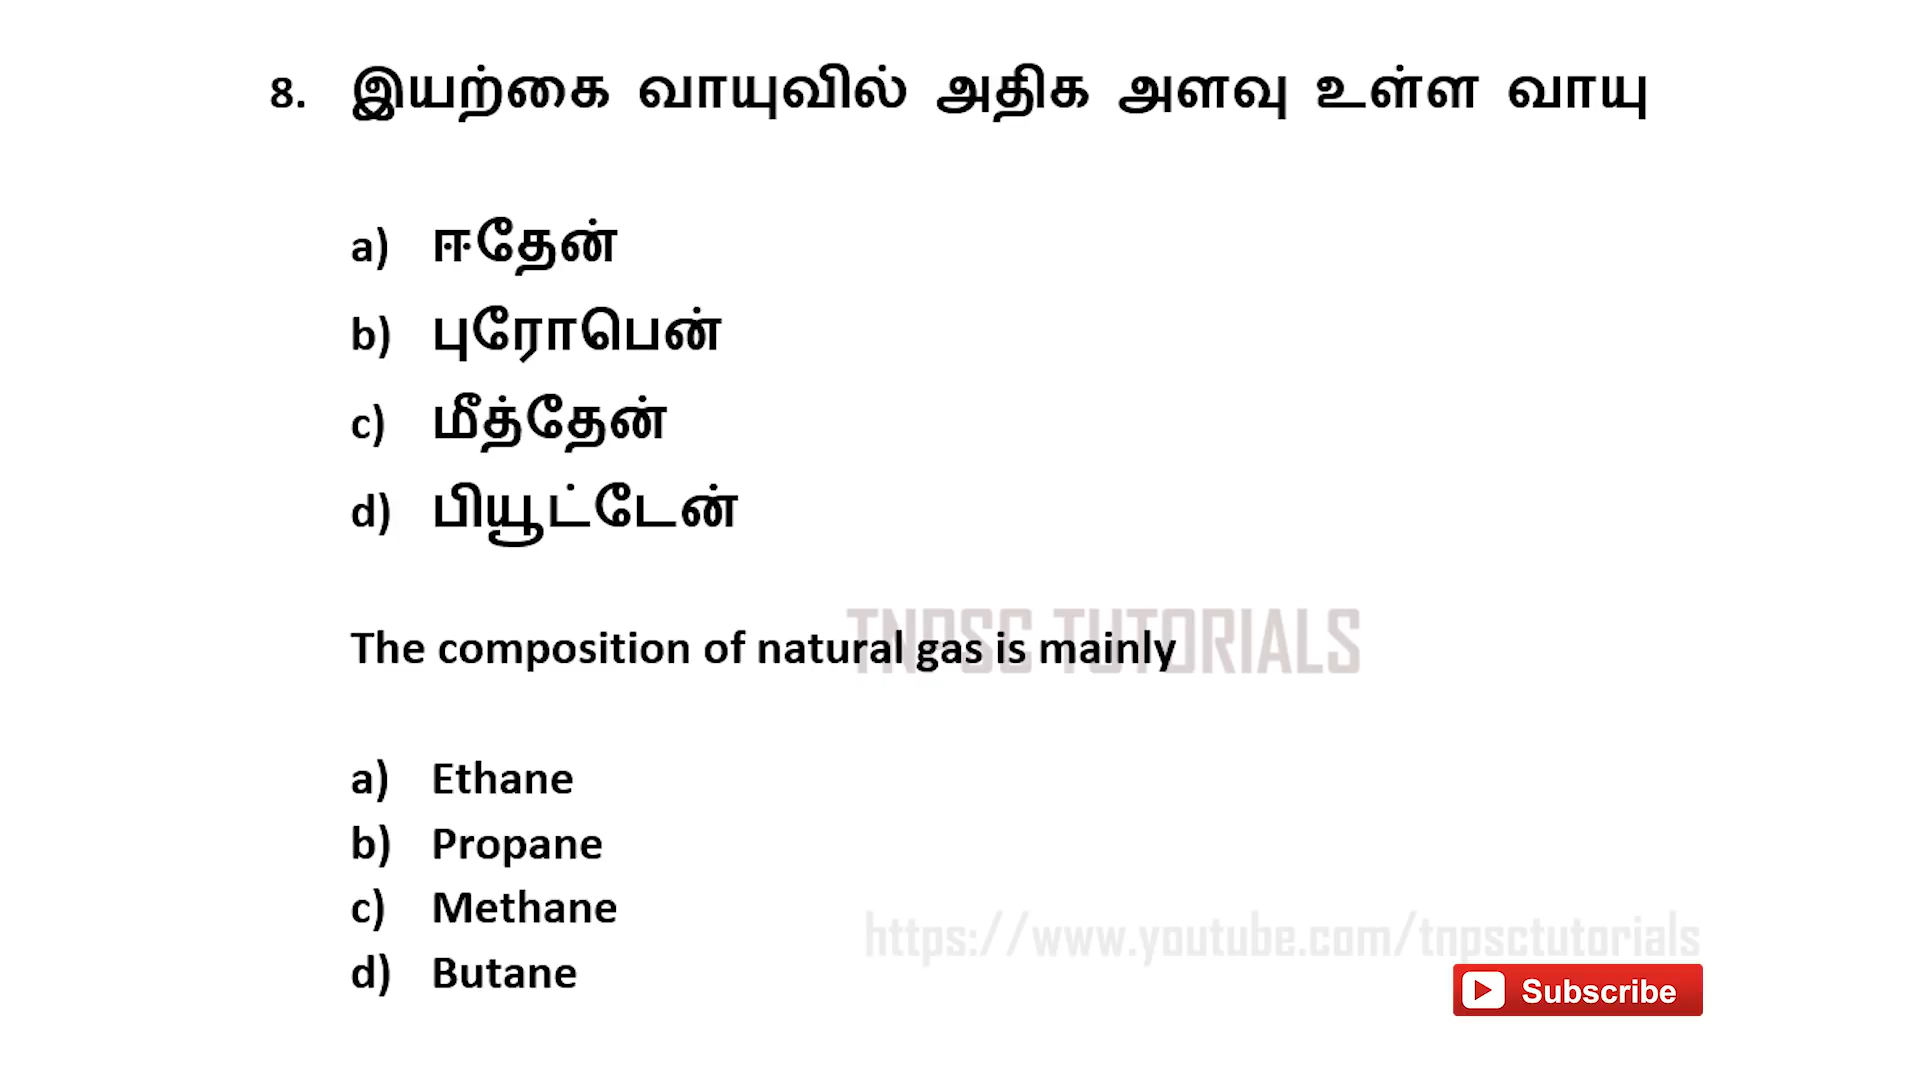 8. இயற்கை வாயுவில் அதிக அளவு உள்ள வாயு
a) ஈதேன்
b) புரோபென்
c) மீத்தேன்
d) பியூட்டேன்
TNPSC TUTORIALS
The composition of natural gas is mainly
a) Ethane
b) Propane
c) Methane
d) Butane
https://www.youtube.com/tnpsctutorials
Subscribe